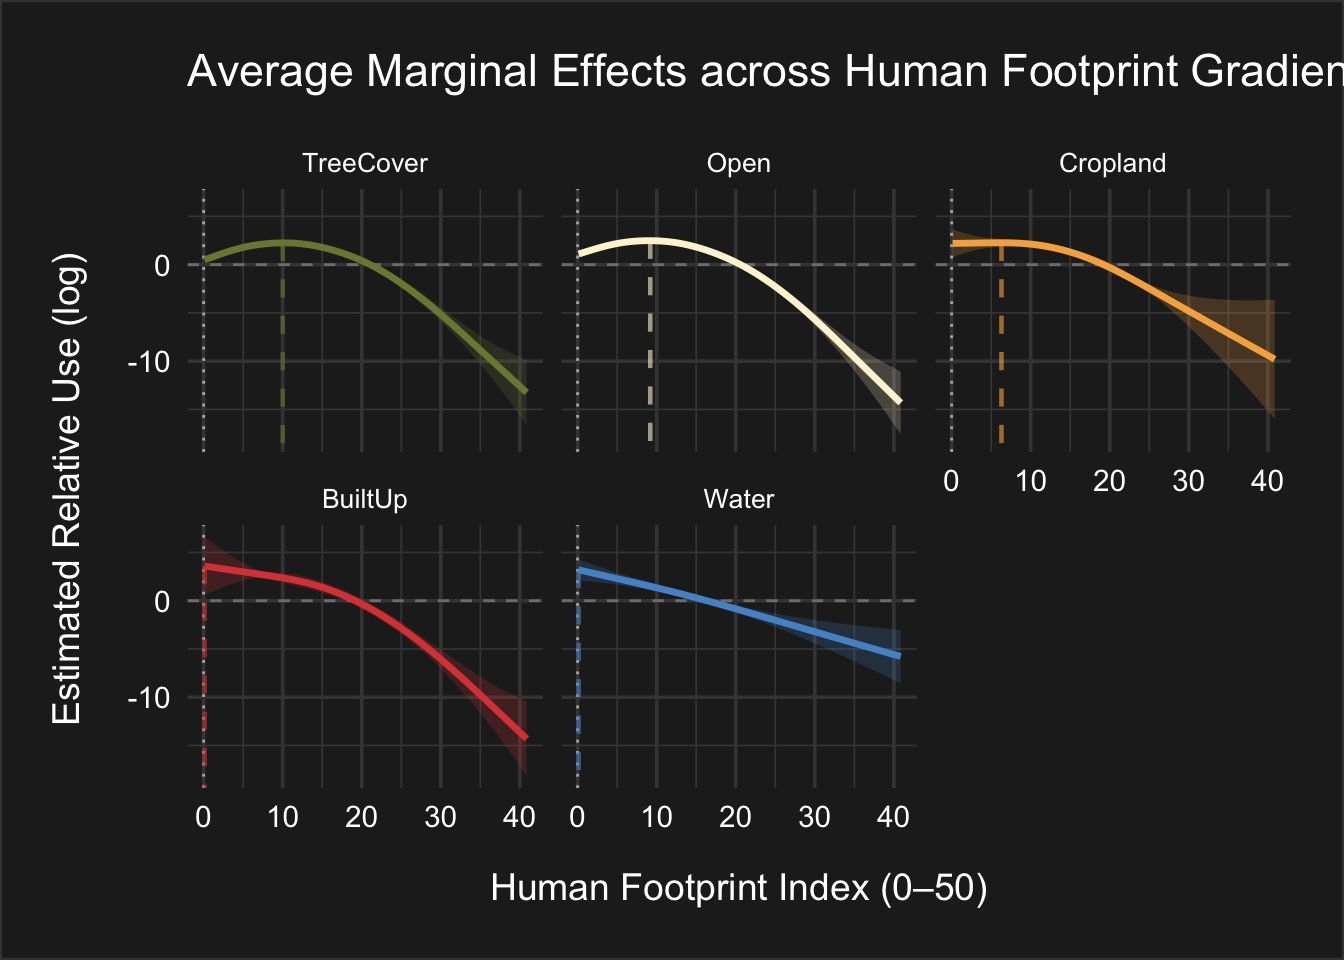 Average Marginal Effects across Human Footprint Gradien
TreeCover
Open
Cropland
Estimated Relative Use (log)
0
-10
0 10 20 30 40
BuiltUp
Water
0
-10
0 10 20 30 40
0 10 20 30 40
Human Footprint Index (0–50)